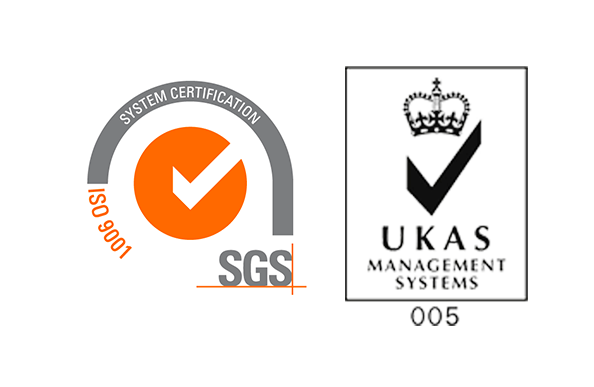 SYSTEM CERTIFICATION
ISO 9001
SGS
UKAS
MANAGEMENT
SYSTEMS
005